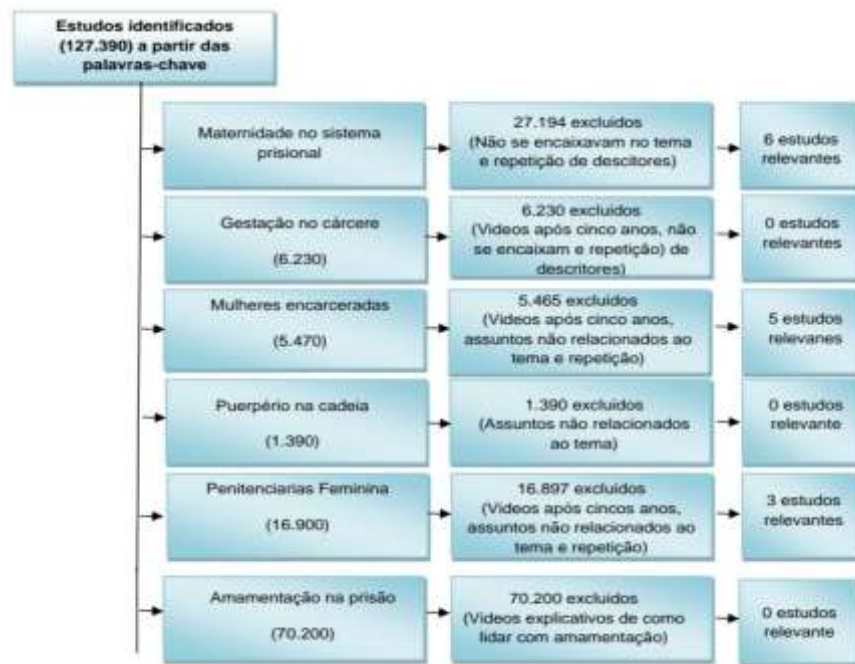 Estudos identificados
(127.390) a partir das
palavras-chave
Maternidade no sistema
prisional
27.194 excluidos
(Não se encaixavam no tema
e repetição de descitores)
6 estudos
relevantes
Gestação no cárcere
(6.230)
6.230 excluidos
(Videos após cinco anos, não
se encaixam e repetição) de
descritores)
0 estudos
relevantes
Mulheres encarceradas
(5.470)
5.465 excluidos
(Videos após cinco anos,
assuntos não relacionados ao
tema e repetição)
5 estudos
relevanes
Puerpério na cadeia
(1.390)
1.390 excluidos
(Assuntos não relacionados
ao tema)
0 estudos
relevante
Penitenciarias Feminina
(16.900)
16.897 excluidos
(Videos após cincos anos,
assuntos não relacionados ao
tema e repetição)
3 estudos
relevantes
Amamentação na prisão
(70.200)
70.200 excluidos
(Videos explicativos de como
lidar com amamentação)
0 estudos
relevante